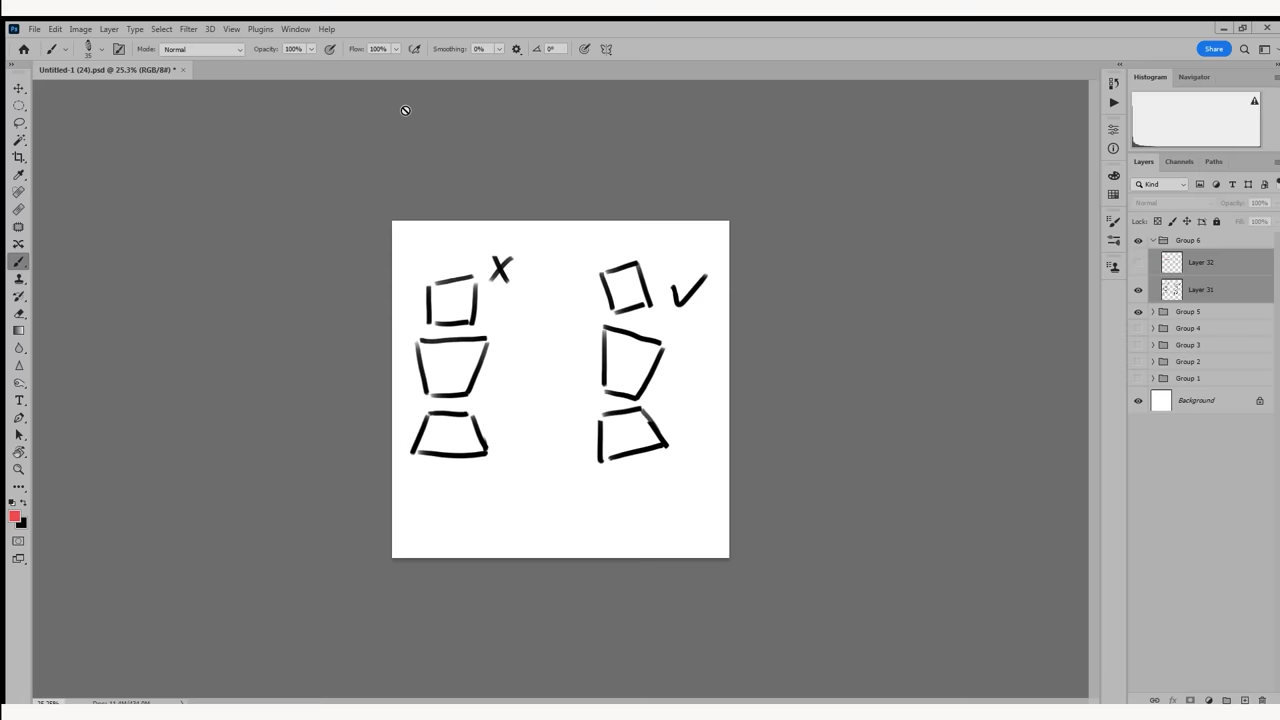 Ps File Edit Image Layer Type Select Filter 3D View Plugins Window Help
35 Mode: Normal Opacity: 100% Flow: 100% Smoothing: 0% 0° Share
Untitled-1 (24).psd @ 25.3% (RGB/8#) * ×
Histogram Navigator
Layers Channels Paths
Kind
Normal Opacity: 100%
Lock: Fill: 100%
Group 6
Layer 32
Layer 31
Group 5
Group 4
Group 3
Group 2
Group 1
Background
X